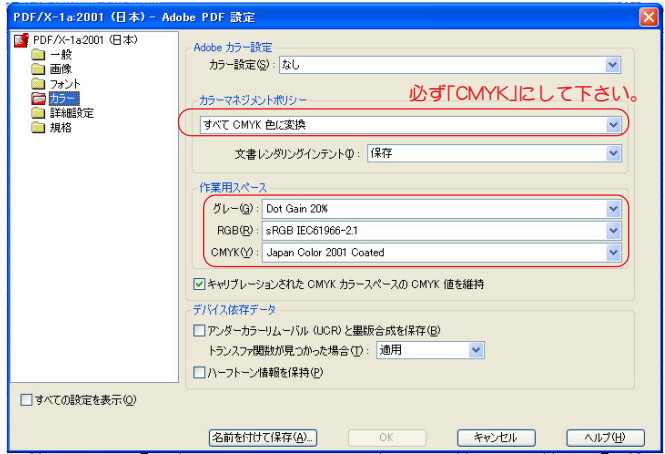 PDF/X-1a:2001 (日本) - Adobe PDF 設定
PDF/X-1a:2001 (日本)
一般
画像
フォント
カラー
詳細設定
規格
Adobe カラー設定
カラー設定(S): なし
カラーマネジメントポリシー
必ず「CMYK」にして下さい。
すべて CMYK 色に変換
文書レンダリングインテント(I): 保存
作業用スペース
グレー(G): Dot Gain 20%
RGB(R): sRGB IEC61966-2.1
CMYK(Y): Japan Color 2001 Coated
キャリブレーションされた CMYK カラースペースの CMYK 値を維持
デバイス依存データ
アンダーカラーリムーバル (UCR) と墨版合成を保存(B)
トランスファ関数が見つかった場合(T): 適用
ハーフトーン情報を保持(P)
すべての設定を表示(O)
名前を付けて保存(A)...
OK
キャンセル
ヘルプ(H)